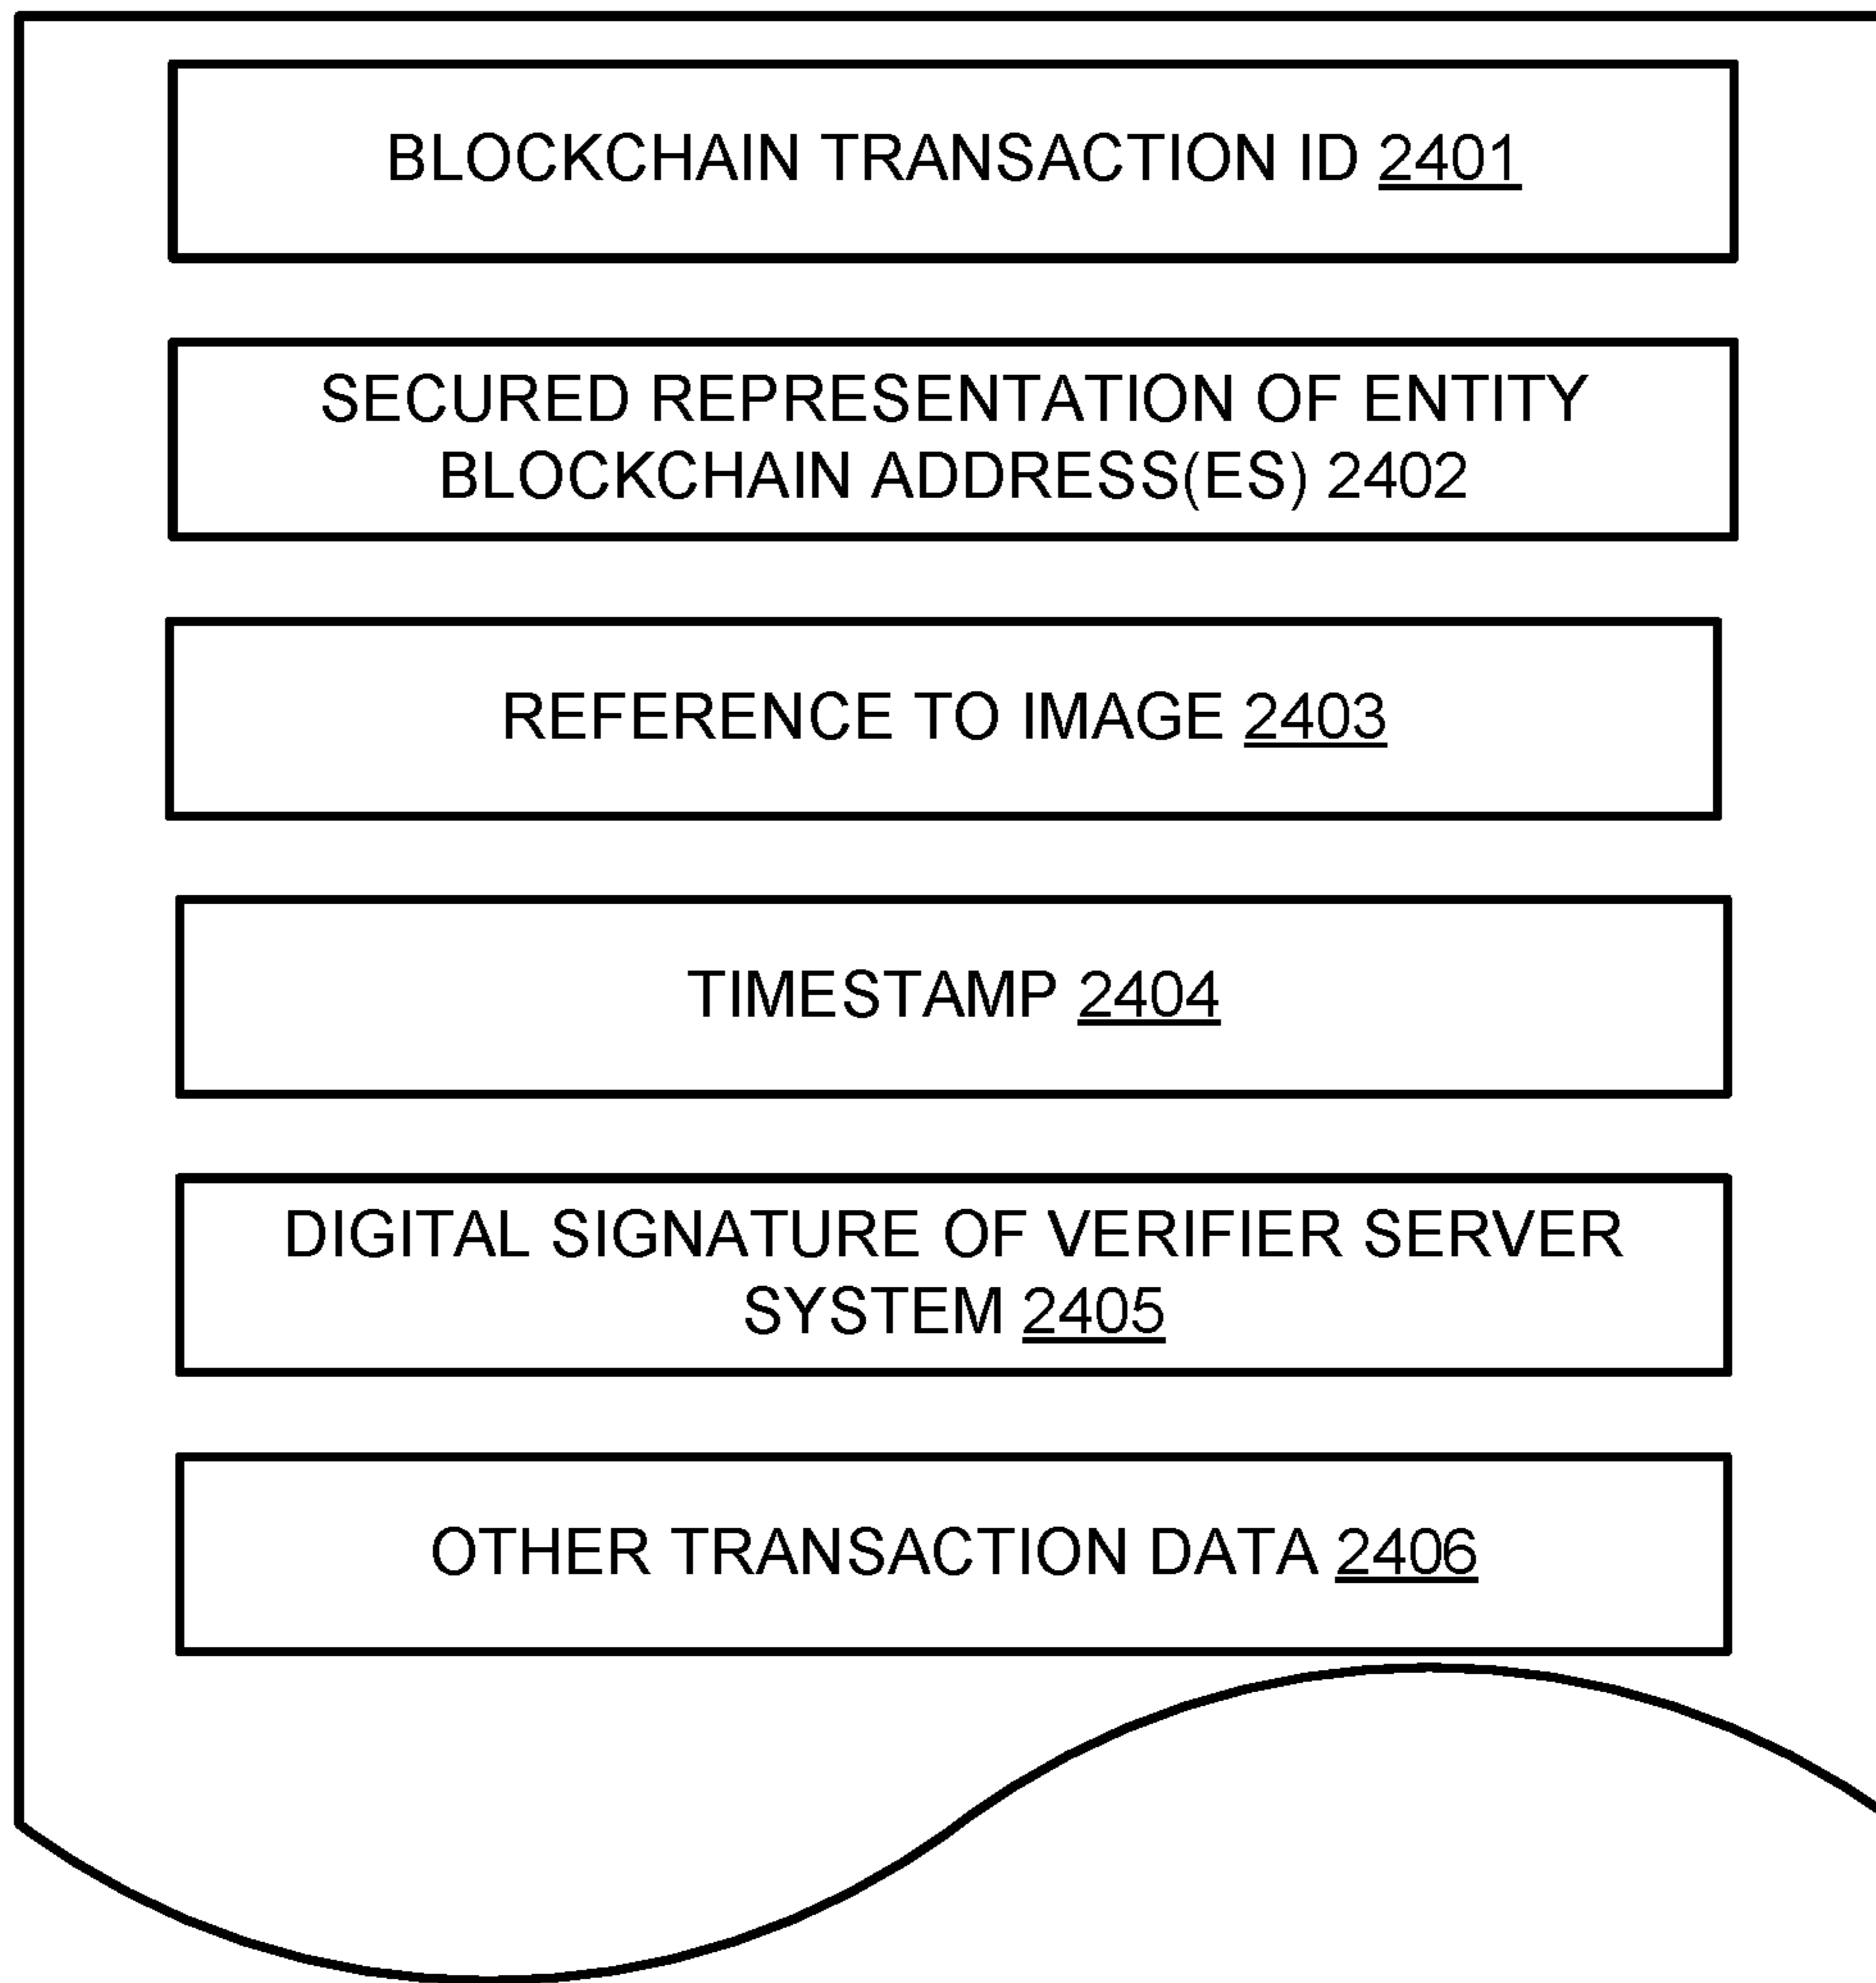 BLOCKCHAIN TRANSACTION ID 2401
SECURED REPRESENTATION OF ENTITY
BLOCKCHAIN ADDRESS(ES) 2402
REFERENCE TO IMAGE 2403
TIMESTAMP 2404
DIGITAL SIGNATURE OF VERIFIER SERVER
SYSTEM 2405
OTHER TRANSACTION DATA 2406